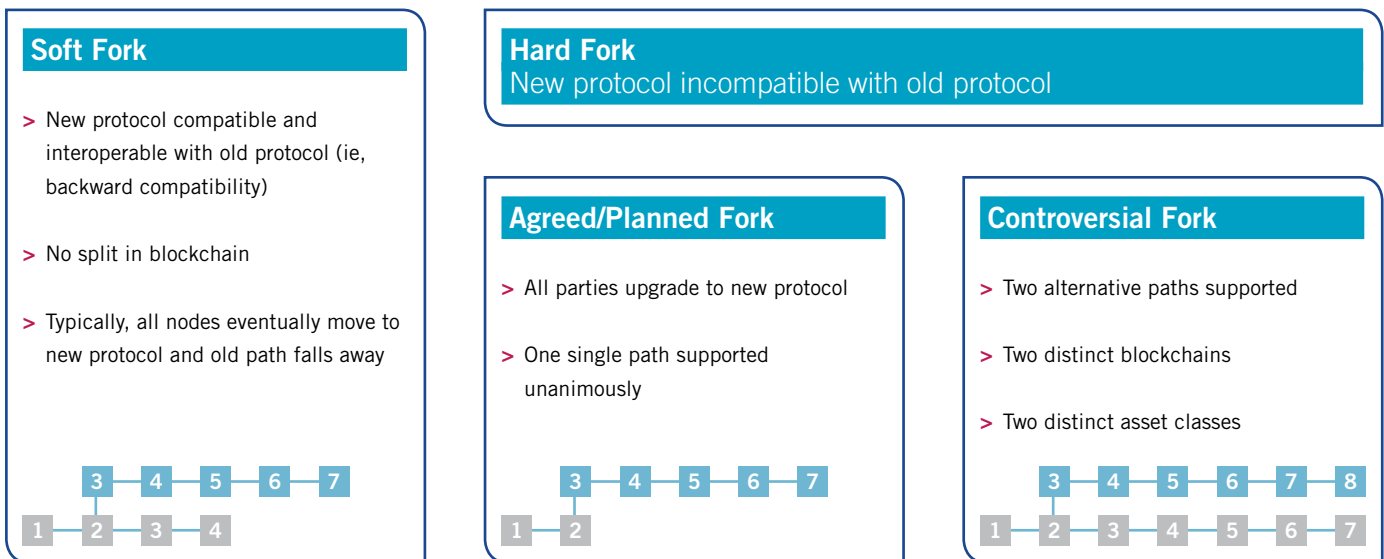 Soft Fork
> New protocol compatible and
interoperable with old protocol (ie,
backward compatibility)
> No split in blockchain
> Typically, all nodes eventually move to
new protocol and old path falls away
3 4 5 6 7
1 2 3 4
Hard Fork
New protocol incompatible with old protocol
Agreed/Planned Fork
> All parties upgrade to new protocol
> One single path supported
unanimously
3 4 5 6 7
1 2
Controversial Fork
> Two alternative paths supported
> Two distinct blockchains
> Two distinct asset classes
3 4 5 6 7 8
1 2 3 4 5 6 7